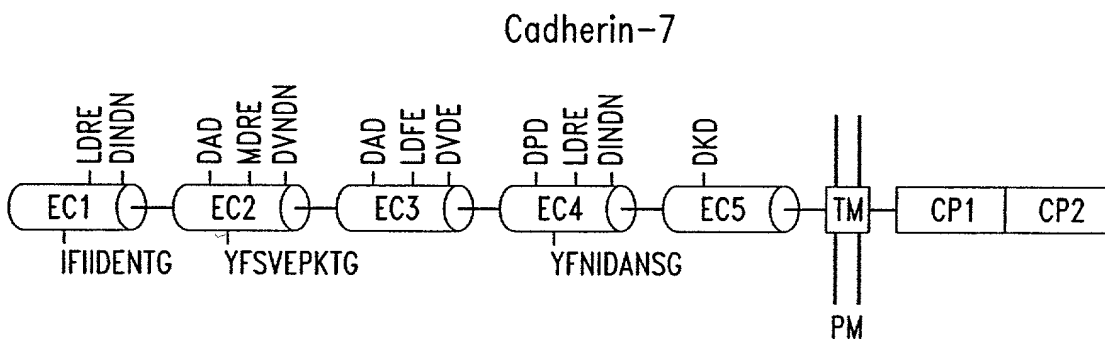 Cadherin-7
LDRE
DINDN
DAD
MDRE
DVNDN
DAD
LDFE
DVDE
DPD
LDRE
DINDN
DKD
EC1
EC2
EC3
EC4
EC5
TM
CP1
CP2
IFIIDENTG
YFSVEPKTG
YFNIDANSG
PM